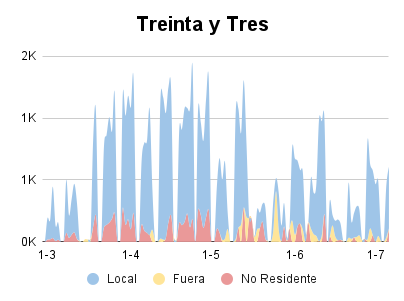 Treinta y Tres
2K
1K
1K
0K
1-3 1-4 1-5 1-6 1-7
Local Fuera No Residente